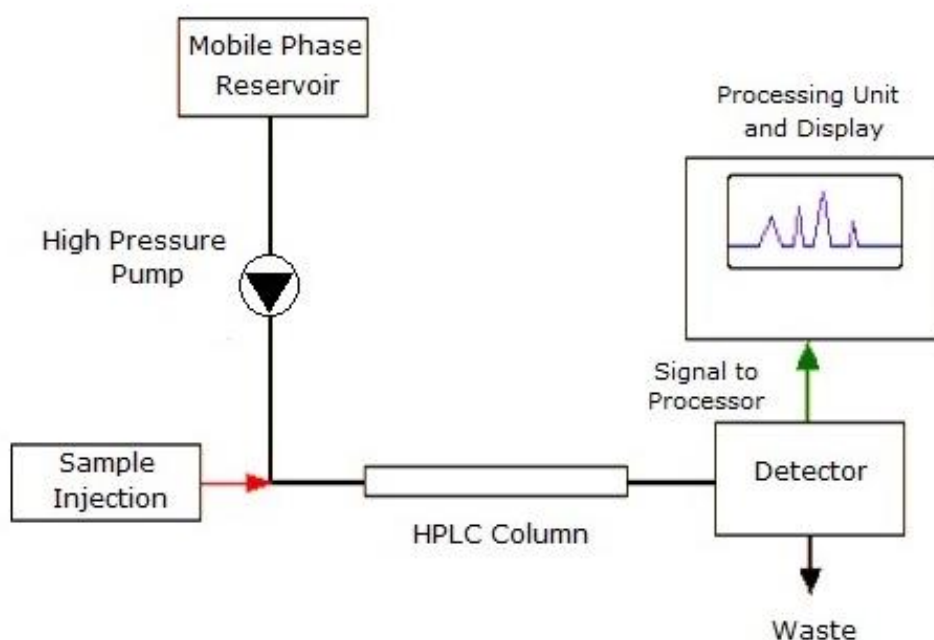 Mobile Phase
Reservoir
Processing Unit
and Display
High Pressure
Pump
Signal to
Processor
Sample
Injection
Detector
HPLC Column
Waste